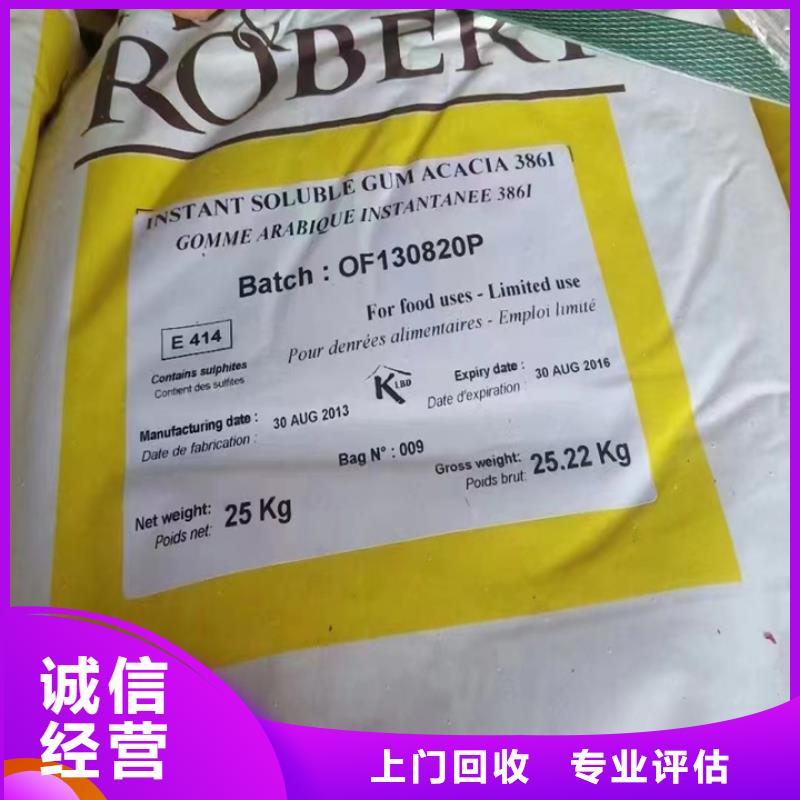 ROBERT
INSTANT SOLUBLE GUM ACACIA 386I
GOMME ARABIQUE INSTANTANEE 386I
Batch : OF130820P
For food uses - Limited use
Pour denrées alimentaires - Emploi limité
E 414
Contains sulphites
Contient des sulfites
K LBD
Expiry date : 30 AUG 2016
Date d'expiration :
Manufacturing date : 30 AUG 2013
Date de fabrication :
Bag N° : 009
Gross weight: 25.22 Kg
Poids brut:
Net weight: 25 Kg
Poids net:
诚信
经营
上门回收 专业评估